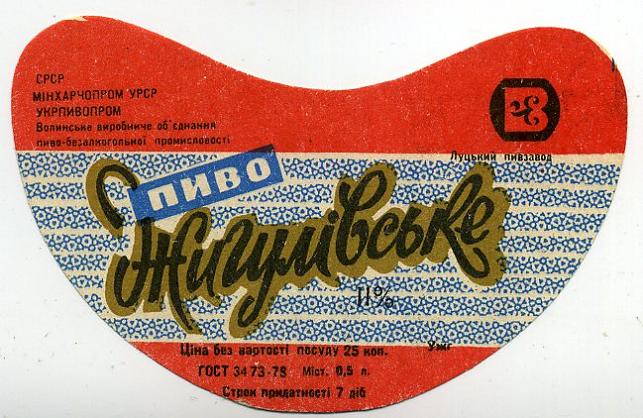 СРСР
МІНХАРЧОПРОМ УРСР
УКРПИВОПРОМ
Волинське виробниче об'єднання
пиво-безалкогольної промисловості
Луцький пивзавод
ПИВО
Жигулівське
11%
Ціна без вартості посуду 25 коп.
Ужг
ГОСТ 3473-78 Міст. 0,5 л.
Строк придатності 7 діб